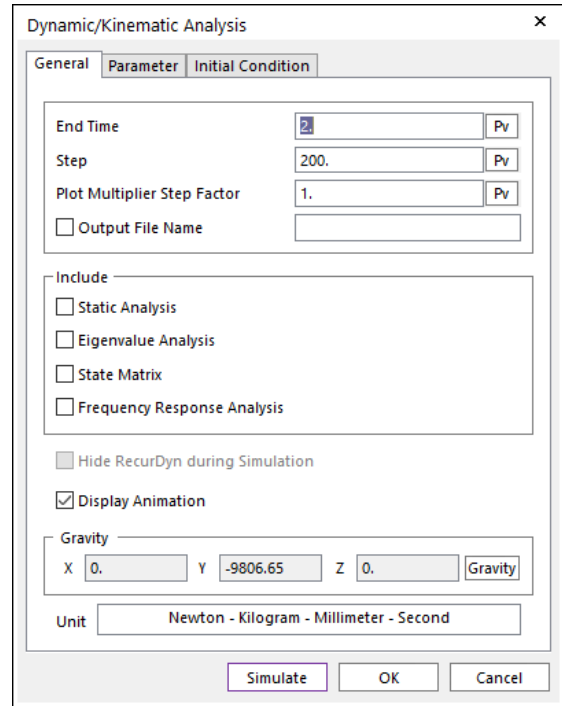 Dynamic/Kinematic Analysis ×
General Parameter Initial Condition
End Time 2. Pv
Step 200. Pv
Plot Multiplier Step Factor 1. Pv
Output File Name
Include
Static Analysis
Eigenvalue Analysis
State Matrix
Frequency Response Analysis
Hide RecurDyn during Simulation
Display Animation
Gravity
X 0. Y -9806.65 Z 0. Gravity
Unit Newton - Kilogram - Millimeter - Second
Simulate OK Cancel